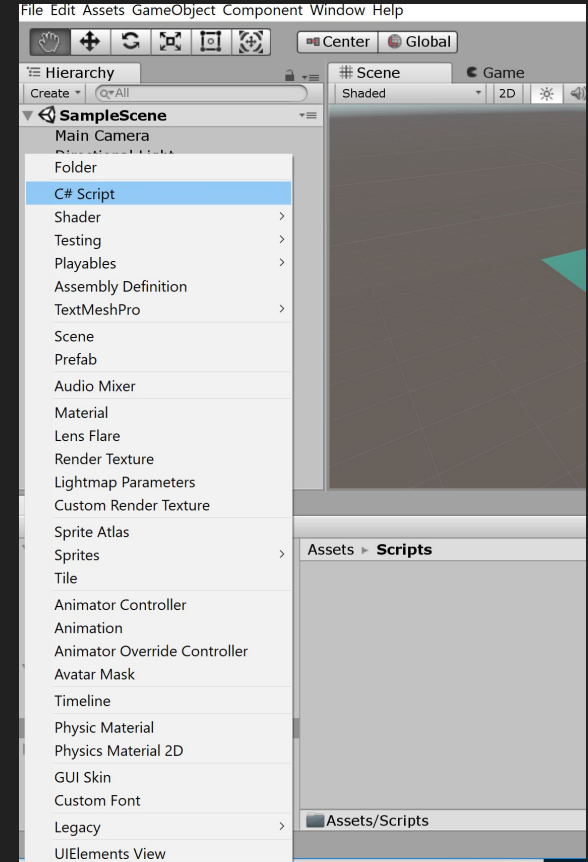 File Edit Assets GameObject Component Window Help
Center Global
Hierarchy
Scene Game
Create All
Shaded 2D
SampleScene
Main Camera
Directional Light
Folder
C# Script
Shader
Testing
Playables
Assembly Definition
TextMeshPro
Scene
Prefab
Audio Mixer
Material
Lens Flare
Render Texture
Lightmap Parameters
Custom Render Texture
Sprite Atlas
Sprites
Tile
Animator Controller
Animation
Animator Override Controller
Avatar Mask
Timeline
Physic Material
Physics Material 2D
GUI Skin
Custom Font
Legacy
UIElements View
Assets Scripts
Assets/Scripts